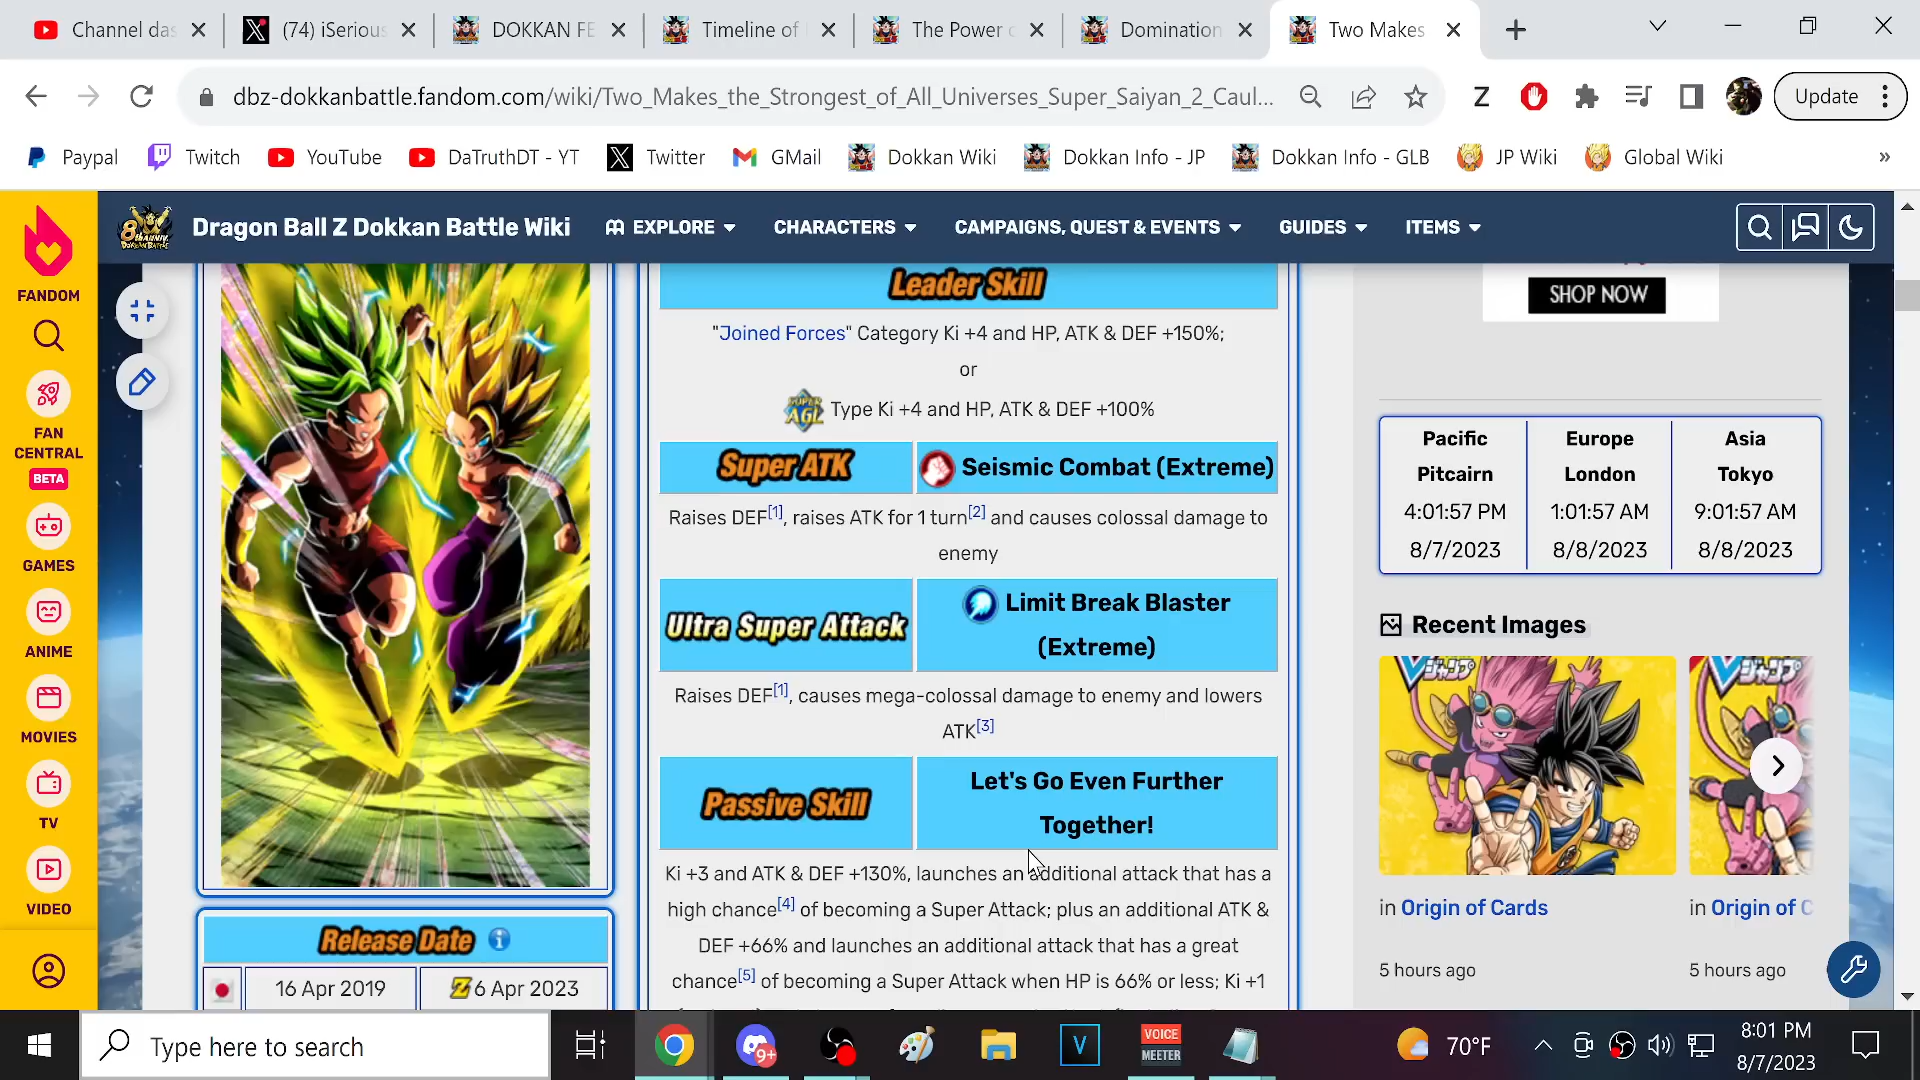 Channel das
(74) iSerious
DOKKAN FE
Timeline of
The Power o
Domination
Two Makes
dbz-dokkanbattle.fandom.com/wiki/Two_Makes_the_Strongest_of_All_Universes_Super_Saiyan_2_Caul...
Z
Update
Paypal
Twitch
YouTube
DaTruthDT - YT
Twitter
GMail
Dokkan Wiki
Dokkan Info - JP
Dokkan Info - GLB
JP Wiki
Global Wiki
»
Dragon Ball Z Dokkan Battle Wiki
EXPLORE
CHARACTERS
CAMPAIGNS, QUEST & EVENTS
GUIDES
ITEMS
FANDOM
FAN CENTRAL
BETA
GAMES
ANIME
MOVIES
TV
VIDEO
Release Date
16 Apr 2019
6 Apr 2023
Leader Skill
"Joined Forces" Category Ki +4 and HP, ATK & DEF +150%;
or
SUPER AGL Type Ki +4 and HP, ATK & DEF +100%
Super ATK
Seismic Combat (Extreme)
Raises DEF[1], raises ATK for 1 turn[2] and causes colossal damage to
enemy
Ultra Super Attack
Limit Break Blaster
(Extreme)
Raises DEF[1], causes mega-colossal damage to enemy and lowers
ATK[3]
Passive Skill
Let's Go Even Further
Together!
Ki +3 and ATK & DEF +130%, launches an additional attack that has a
high chance[4] of becoming a Super Attack; plus an additional ATK &
DEF +66% and launches an additional attack that has a great
chance[5] of becoming a Super Attack when HP is 66% or less; Ki +1
SHOP NOW
Pacific
Pitcairn
4:01:57 PM
8/7/2023
Europe
London
1:01:57 AM
8/8/2023
Asia
Tokyo
9:01:57 AM
8/8/2023
Recent Images
in Origin of Cards
5 hours ago
in Origin of C
5 hours ago
Type here to search
9+
V
VOICE
MEETER
70°F
8:01 PM
8/7/2023